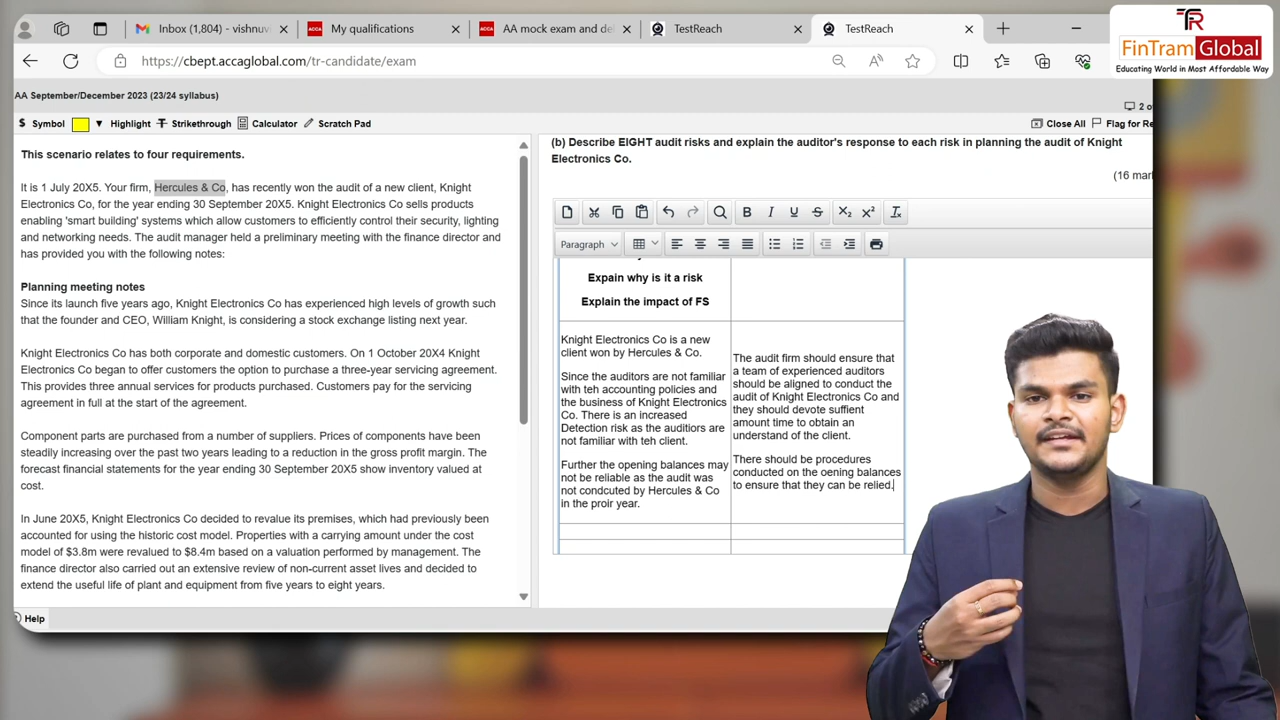 Inbox (1,804) - vishnuv
My qualifications
AA mock exam and de
TestReach
TestReach
FinTram Global
Educating World in Most Affordable Way
https://cbept.accaglobal.com/tr-candidate/exam
AA September/December 2023 (23/24 syllabus)
2 o
$ Symbol
Highlight
Strikethrough
Calculator
Scratch Pad
Close All
Flag for Re
This scenario relates to four requirements.
It is 1 July 20X5. Your firm, Hercules & Co, has recently won the audit of a new client, Knight
Electronics Co, for the year ending 30 September 20X5. Knight Electronics Co sells products
enabling 'smart building' systems which allow customers to efficiently control their security, lighting
and networking needs. The audit manager held a preliminary meeting with the finance director and
has provided you with the following notes:
Planning meeting notes
Since its launch five years ago, Knight Electronics Co has experienced high levels of growth such
that the founder and CEO, William Knight, is considering a stock exchange listing next year.
Knight Electronics Co has both corporate and domestic customers. On 1 October 20X4 Knight
Electronics Co began to offer customers the option to purchase a three-year servicing agreement.
This provides three annual services for products purchased. Customers pay for the servicing
agreement in full at the start of the agreement.
Component parts are purchased from a number of suppliers. Prices of components have been
steadily increasing over the past two years leading to a reduction in the gross profit margin. The
forecast financial statements for the year ending 30 September 20X5 show inventory valued at
cost.
In June 20X5, Knight Electronics Co decided to revalue its premises, which had previously been
accounted for using the historic cost model. Properties with a carrying amount under the cost
model of $3.8m were revalued to $8.4m based on a valuation performed by management. The
finance director also carried out an extensive review of non-current asset lives and decided to
extend the useful life of plant and equipment from five years to eight years.
Help
(b) Describe EIGHT audit risks and explain the auditor's response to each risk in planning the audit of Knight
Electronics Co.
(16 mar
Paragraph
Expain why is it a risk
Explain the impact of FS
Knight Electronics Co is a new
client won by Hercules & Co.
Since the auditors are not familiar
with teh accounting policies and
the business of Knight Electronics
Co. There is an increased
Detection risk as the auditiors are
not familiar with teh client.
Further the opening balances may
not be reliable as the audit was
not condcuted by Hercules & Co
in the proir year.
The audit firm should ensure that
a team of experienced auditors
should be aligned to conduct the
audit of Knight Electronics Co and
they should devote suffient
amount time to obtain an
understand of the client.
There should be procedures
conducted on the oening balances
to ensure that they can be relied.